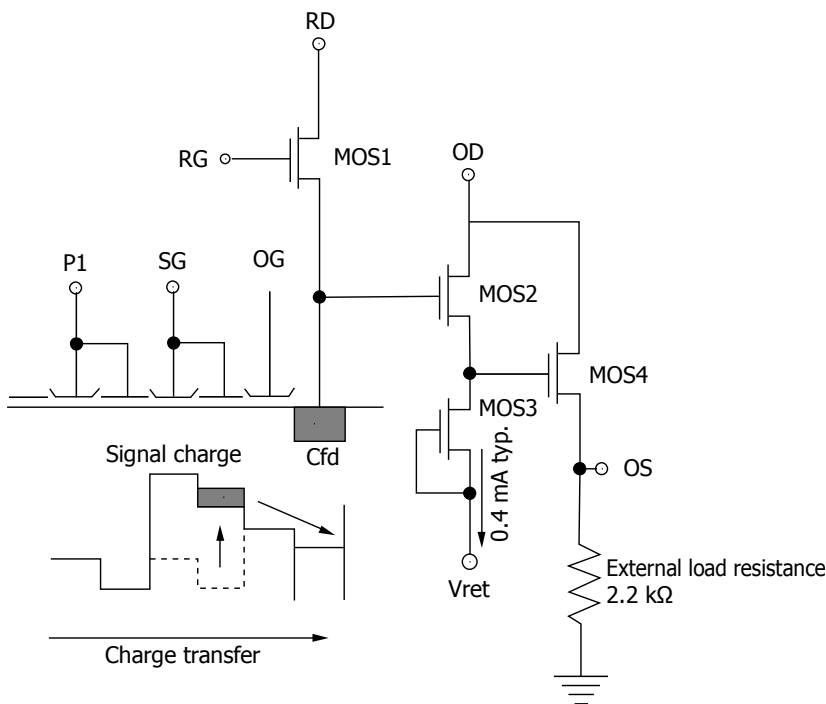 RD
RG
MOS1
OD
P1
SG
OG
MOS2
MOS4
MOS3
Cfd
Signal charge
0.4 mA typ.
OS
Vret
External load resistance
2.2 kΩ
Charge transfer